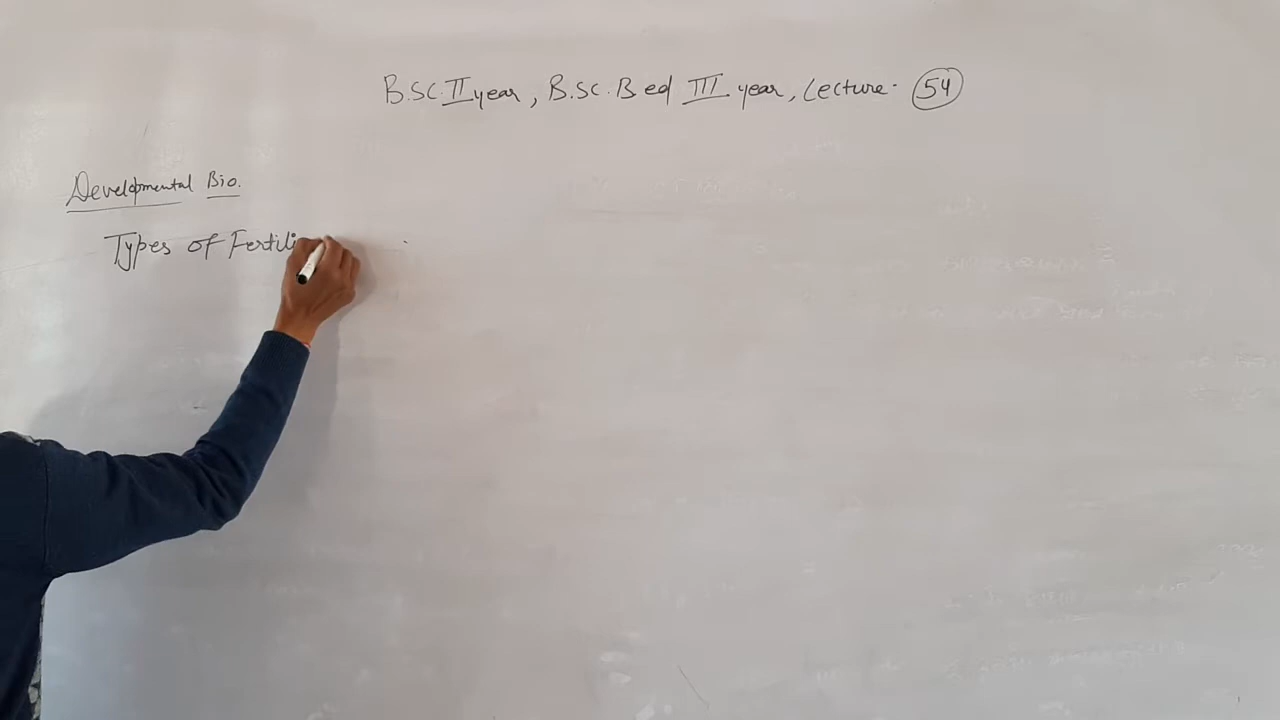 B.Sc. II year, B.Sc. B ed III year, Lecture. 54
Developmental Bio.
Types of Fertili